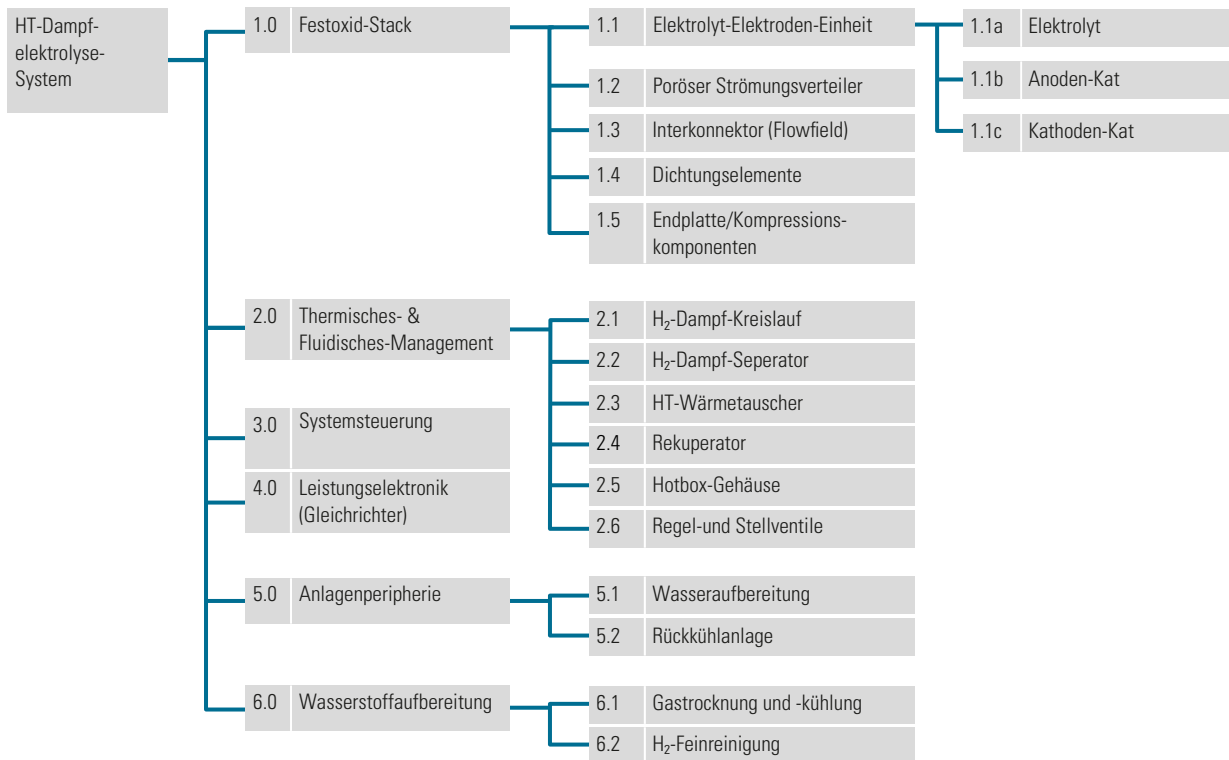 HT-Dampf-
elektrolyse-
System
1.0 Festoxid-Stack
1.1 Elektrolyt-Elektroden-Einheit
1.1a Elektrolyt
1.1b Anoden-Kat
1.1c Kathoden-Kat
1.2 Poröser Strömungsverteiler
1.3 Interkonnektor (Flowfield)
1.4 Dichtungselemente
1.5 Endplatte/Kompressions-
komponenten
2.0 Thermisches- &
Fluidisches-Management
2.1 H₂-Dampf-Kreislauf
2.2 H₂-Dampf-Seperator
2.3 HT-Wärmetauscher
2.4 Rekuperator
2.5 Hotbox-Gehäuse
2.6 Regel-und Stellventile
3.0 Systemsteuerung
4.0 Leistungselektronik
(Gleichrichter)
5.0 Anlagenperipherie
5.1 Wasseraufbereitung
5.2 Rückkühlanlage
6.0 Wasserstoffaufbereitung
6.1 Gastrocknung und -kühlung
6.2 H₂-Feinreinigung